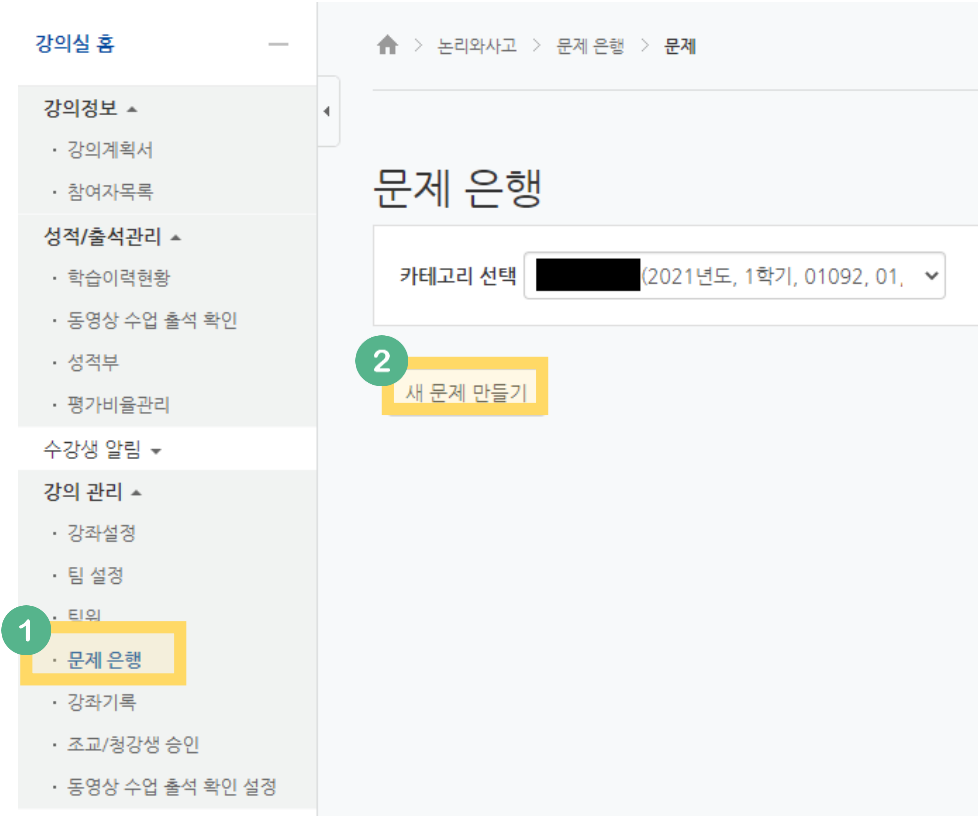 강의실 홈
강의정보
· 강의계획서
· 참여자목록
성적/출석관리
· 학습이력현황
· 동영상 수업 출석 확인
· 성적부
· 평가비율관리
수강생 알림
강의 관리
· 강좌설정
· 팀 설정
· 팀원
1
· 문제 은행
· 강좌기록
· 조교/청강생 승인
· 동영상 수업 출석 확인 설정
논리와사고 > 문제 은행 > 문제
문제 은행
카테고리 선택 (2021년도, 1학기, 01092, 01,
2
새 문제 만들기